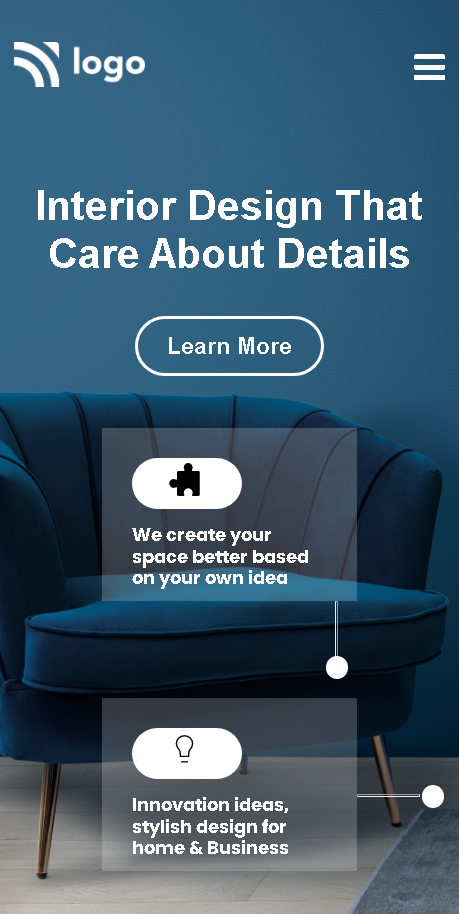 logo
Interior Design That
Care About Details
Learn More
We create your
space better based
on your own idea
Innovation ideas,
stylish design for
home & Business